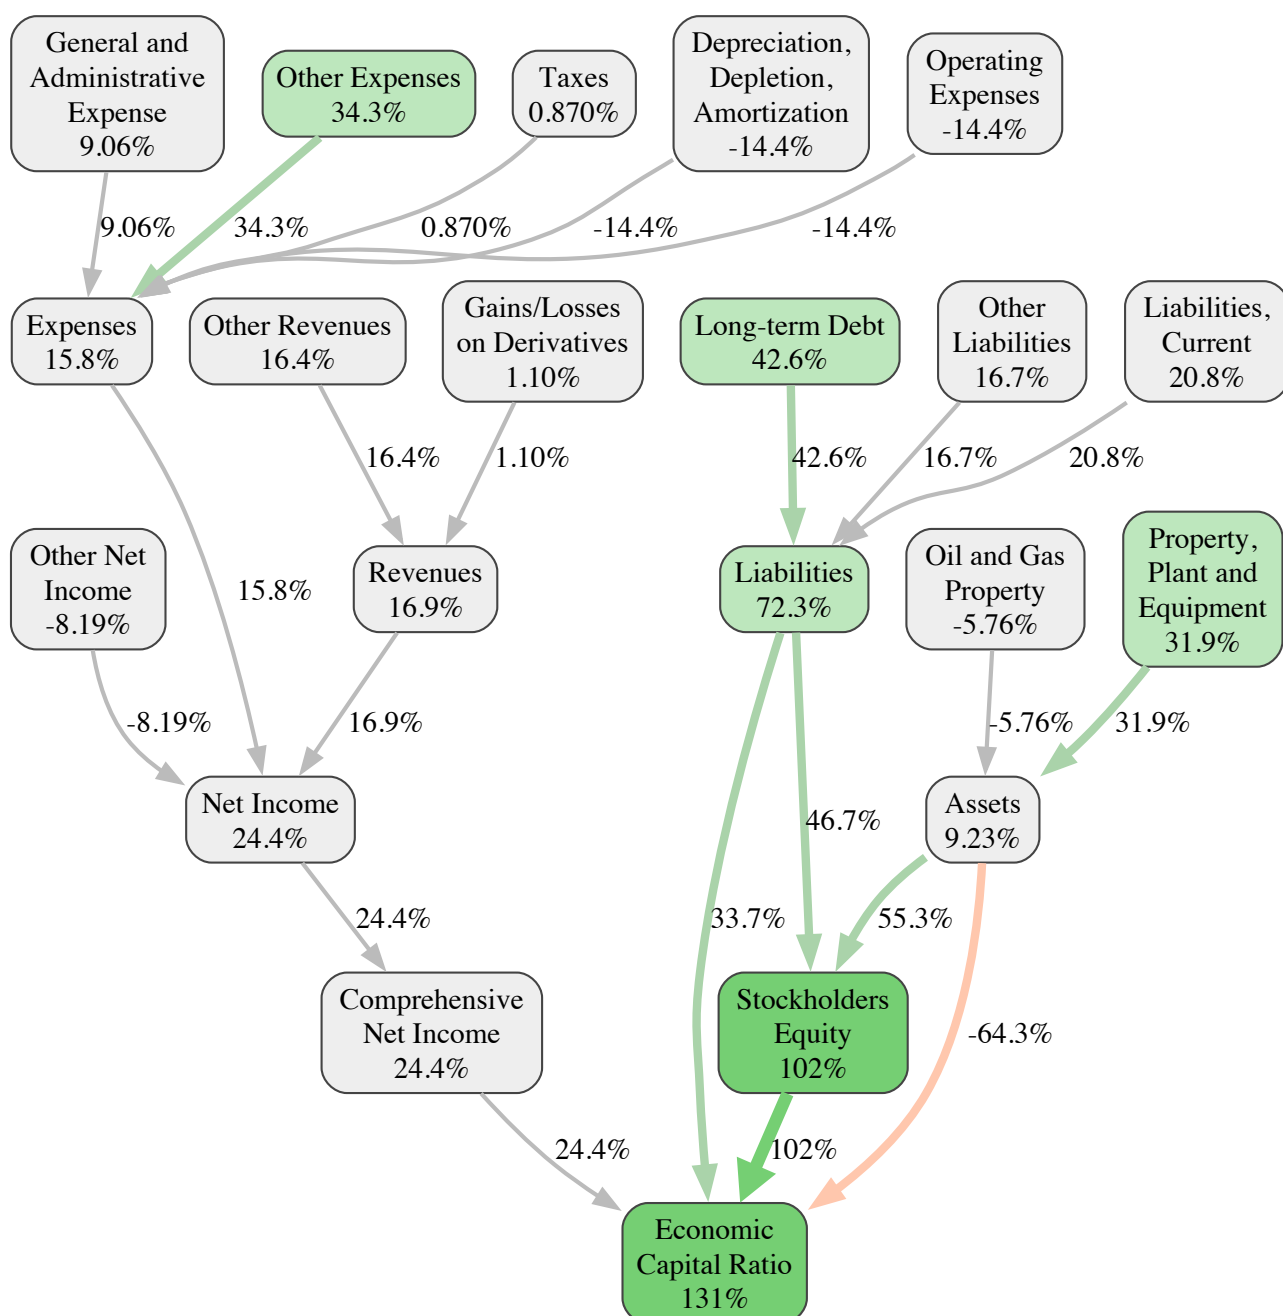 General and
Administrative
Expense
9.06%
Other Expenses
34.3%
Taxes
0.870%
Depreciation,
Depletion,
Amortization
-14.4%
Operating
Expenses
-14.4%
9.06%
34.3%
0.870%
-14.4%
-14.4%
Expenses
15.8%
Other Revenues
16.4%
Gains/Losses
on Derivatives
1.10%
Long-term Debt
42.6%
Other
Liabilities
16.7%
Liabilities,
Current
20.8%
16.4%
1.10%
42.6%
16.7%
20.8%
Other Net
Income
-8.19%
15.8%
Revenues
16.9%
Liabilities
72.3%
Oil and Gas
Property
-5.76%
Property,
Plant and
Equipment
31.9%
-8.19%
16.9%
-5.76%
31.9%
Net Income
24.4%
46.7%
Assets
9.23%
24.4%
33.7%
55.3%
Comprehensive
Net Income
24.4%
Stockholders
Equity
102%
-64.3%
24.4%
102%
Economic
Capital Ratio
131%